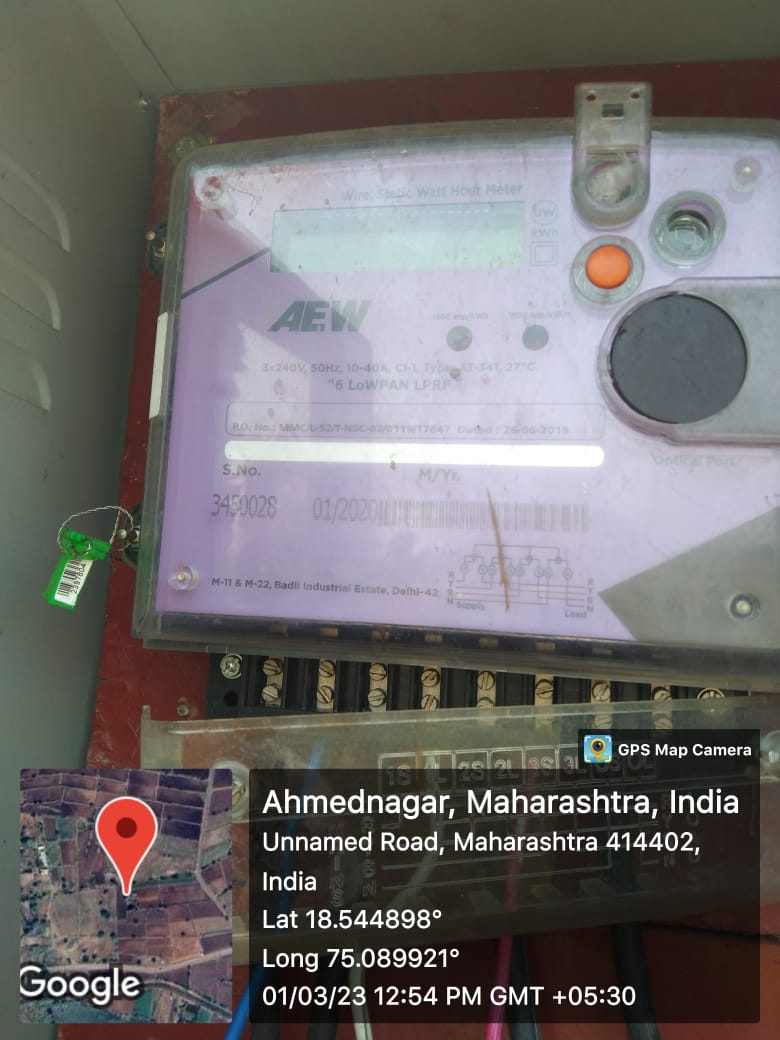 Wire, Static Watt Hour Meter
UW
kWh
AEW
1600 imp/kWh
3x240V, 50Hz, 10-40A, Cl-1, Type: AT-341, 27°C
"6 LoWPAN LPRF
P.O. No.: MMC/L-52/T-NSC-02/0119/17847 Dated : 26-06-2019
Optical Port
S.No.
M/Yr.
3450028 01/2020
M-11 & M-22, Badli Industrial Estate, Delhi-42
R Y B N
Supply
R Y B N
Load
GPS Map Camera
1S 1L 2S 2L 3S 3L
Ahmednagar, Maharashtra, India
Unnamed Road, Maharashtra 414402,
India
Lat 18.544898°
Long 75.089921°
01/03/23 12:54 PM GMT +05:30
Google